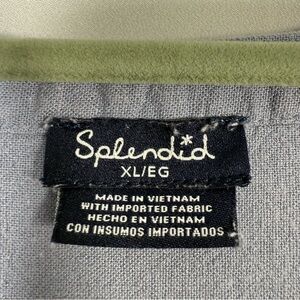 Splendid
XL/EG
MADE IN VIETNAM
WITH IMPORTED FABRIC
HECHO EN VIETNAM
CON INSUMOS IMPORTADOS